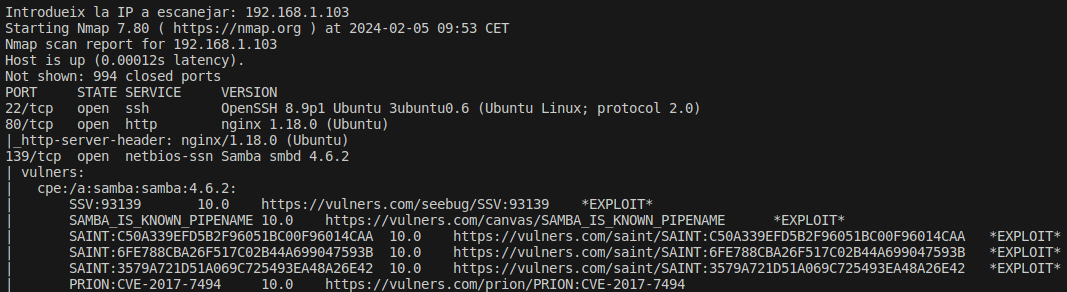 Introdueix la IP a escanejar: 192.168.1.103
Starting Nmap 7.80 ( https://nmap.org ) at 2024-02-05 09:53 CET
Nmap scan report for 192.168.1.103
Host is up (0.00012s latency).
Not shown: 994 closed ports
PORT     STATE SERVICE     VERSION
22/tcp   open  ssh         OpenSSH 8.9p1 Ubuntu 3ubuntu0.6 (Ubuntu Linux; protocol 2.0)
80/tcp   open  http        nginx 1.18.0 (Ubuntu)
|_http-server-header: nginx/1.18.0 (Ubuntu)
139/tcp  open  netbios-ssn Samba smbd 4.6.2
| vulners:
|   cpe:/a:samba:samba:4.6.2:
|       SSV:93139       10.0    https://vulners.com/seebug/SSV:93139    *EXPLOIT*
|       SAMBA_IS_KNOWN_PIPENAME 10.0    https://vulners.com/canvas/SAMBA_IS_KNOWN_PIPENAME      *EXPLOIT*
|       SAINT:C50A339EFD5B2F96051BC00F96014CAA  10.0    https://vulners.com/saint/SAINT:C50A339EFD5B2F96051BC00F96014CAA   *EXPLOIT*
|       SAINT:6FE788CBA26F517C02B44A699047593B  10.0    https://vulners.com/saint/SAINT:6FE788CBA26F517C02B44A699047593B   *EXPLOIT*
|       SAINT:3579A721D51A069C725493EA48A26E42  10.0    https://vulners.com/saint/SAINT:3579A721D51A069C725493EA48A26E42   *EXPLOIT*
|       PRION:CVE-2017-7494     10.0    https://vulners.com/prion/PRION:CVE-2017-7494